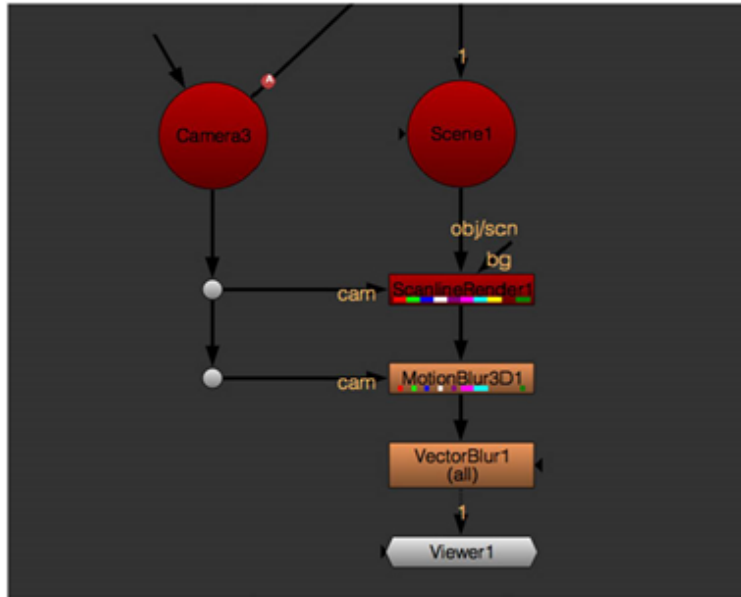 1
A
Camera3
Scene1
obj/scn
bg
cam
ScanlineRender1
cam
MotionBlur3D1
VectorBlur1
(all)
1
Viewer1